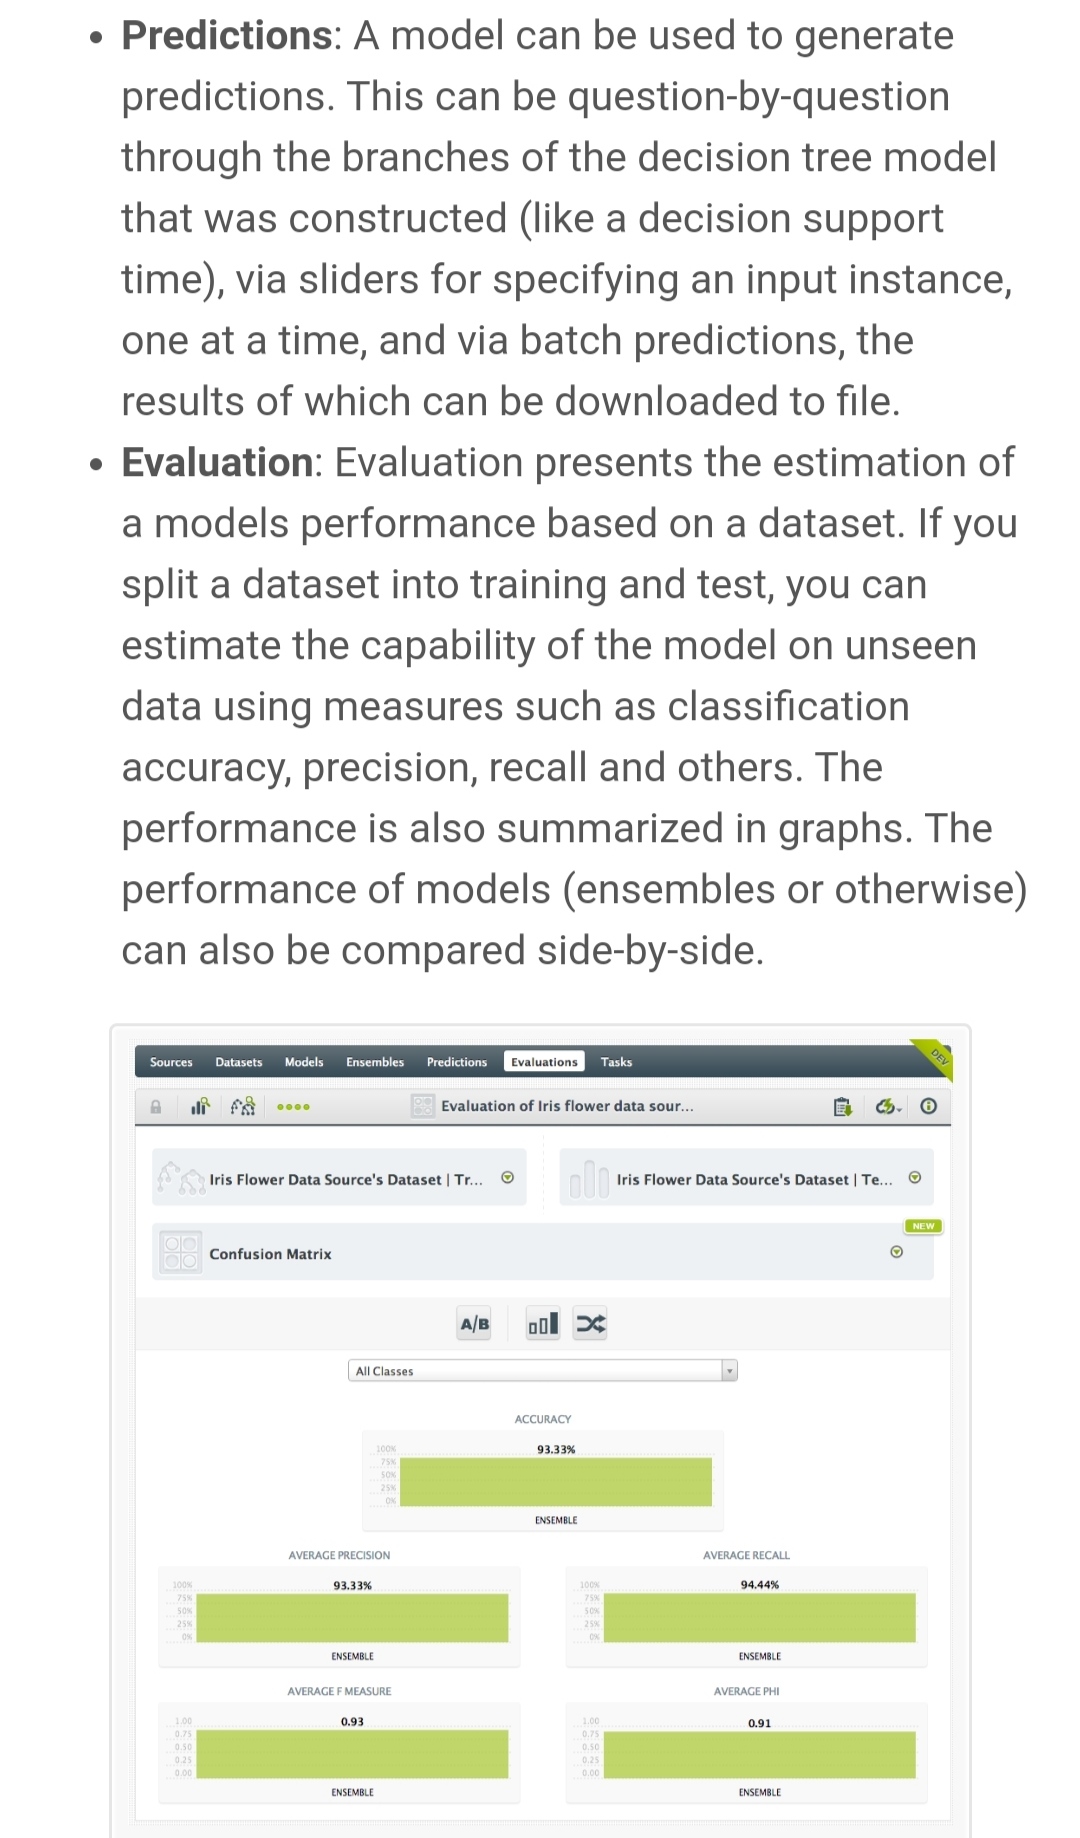 • Predictions: A model can be used to generate
predictions. This can be question-by-question
through the branches of the decision tree model
that was constructed (like a decision support
time), via sliders for specifying an input instance,
one at a time, and via batch predictions, the
results of which can be downloaded to file.
• Evaluation: Evaluation presents the estimation of
a models performance based on a dataset. If you
split a dataset into training and test, you can
estimate the capability of the model on unseen
data using measures such as classification
accuracy, precision, recall and others. The
performance is also summarized in graphs. The
performance of models (ensembles or otherwise)
can also be compared side-by-side.
Sources Datasets Models Ensembles Predictions Evaluations Tasks DEV
Evaluation of Iris flower data sour...
Iris Flower Data Source's Dataset | Tr... Iris Flower Data Source's Dataset | Te...
NEW
Confusion Matrix
A/B
All Classes
ACCURACY
100% 93.33%
75%
50%
25%
0%
ENSEMBLE
AVERAGE PRECISION AVERAGE RECALL
100% 93.33% 100% 94.44%
75% 75%
50% 50%
25% 25%
0% 0%
ENSEMBLE ENSEMBLE
AVERAGE F MEASURE AVERAGE PHI
1.00 0.93 1.00 0.91
0.75 0.75
0.50 0.50
0.25 0.25
0.00 0.00
ENSEMBLE ENSEMBLE